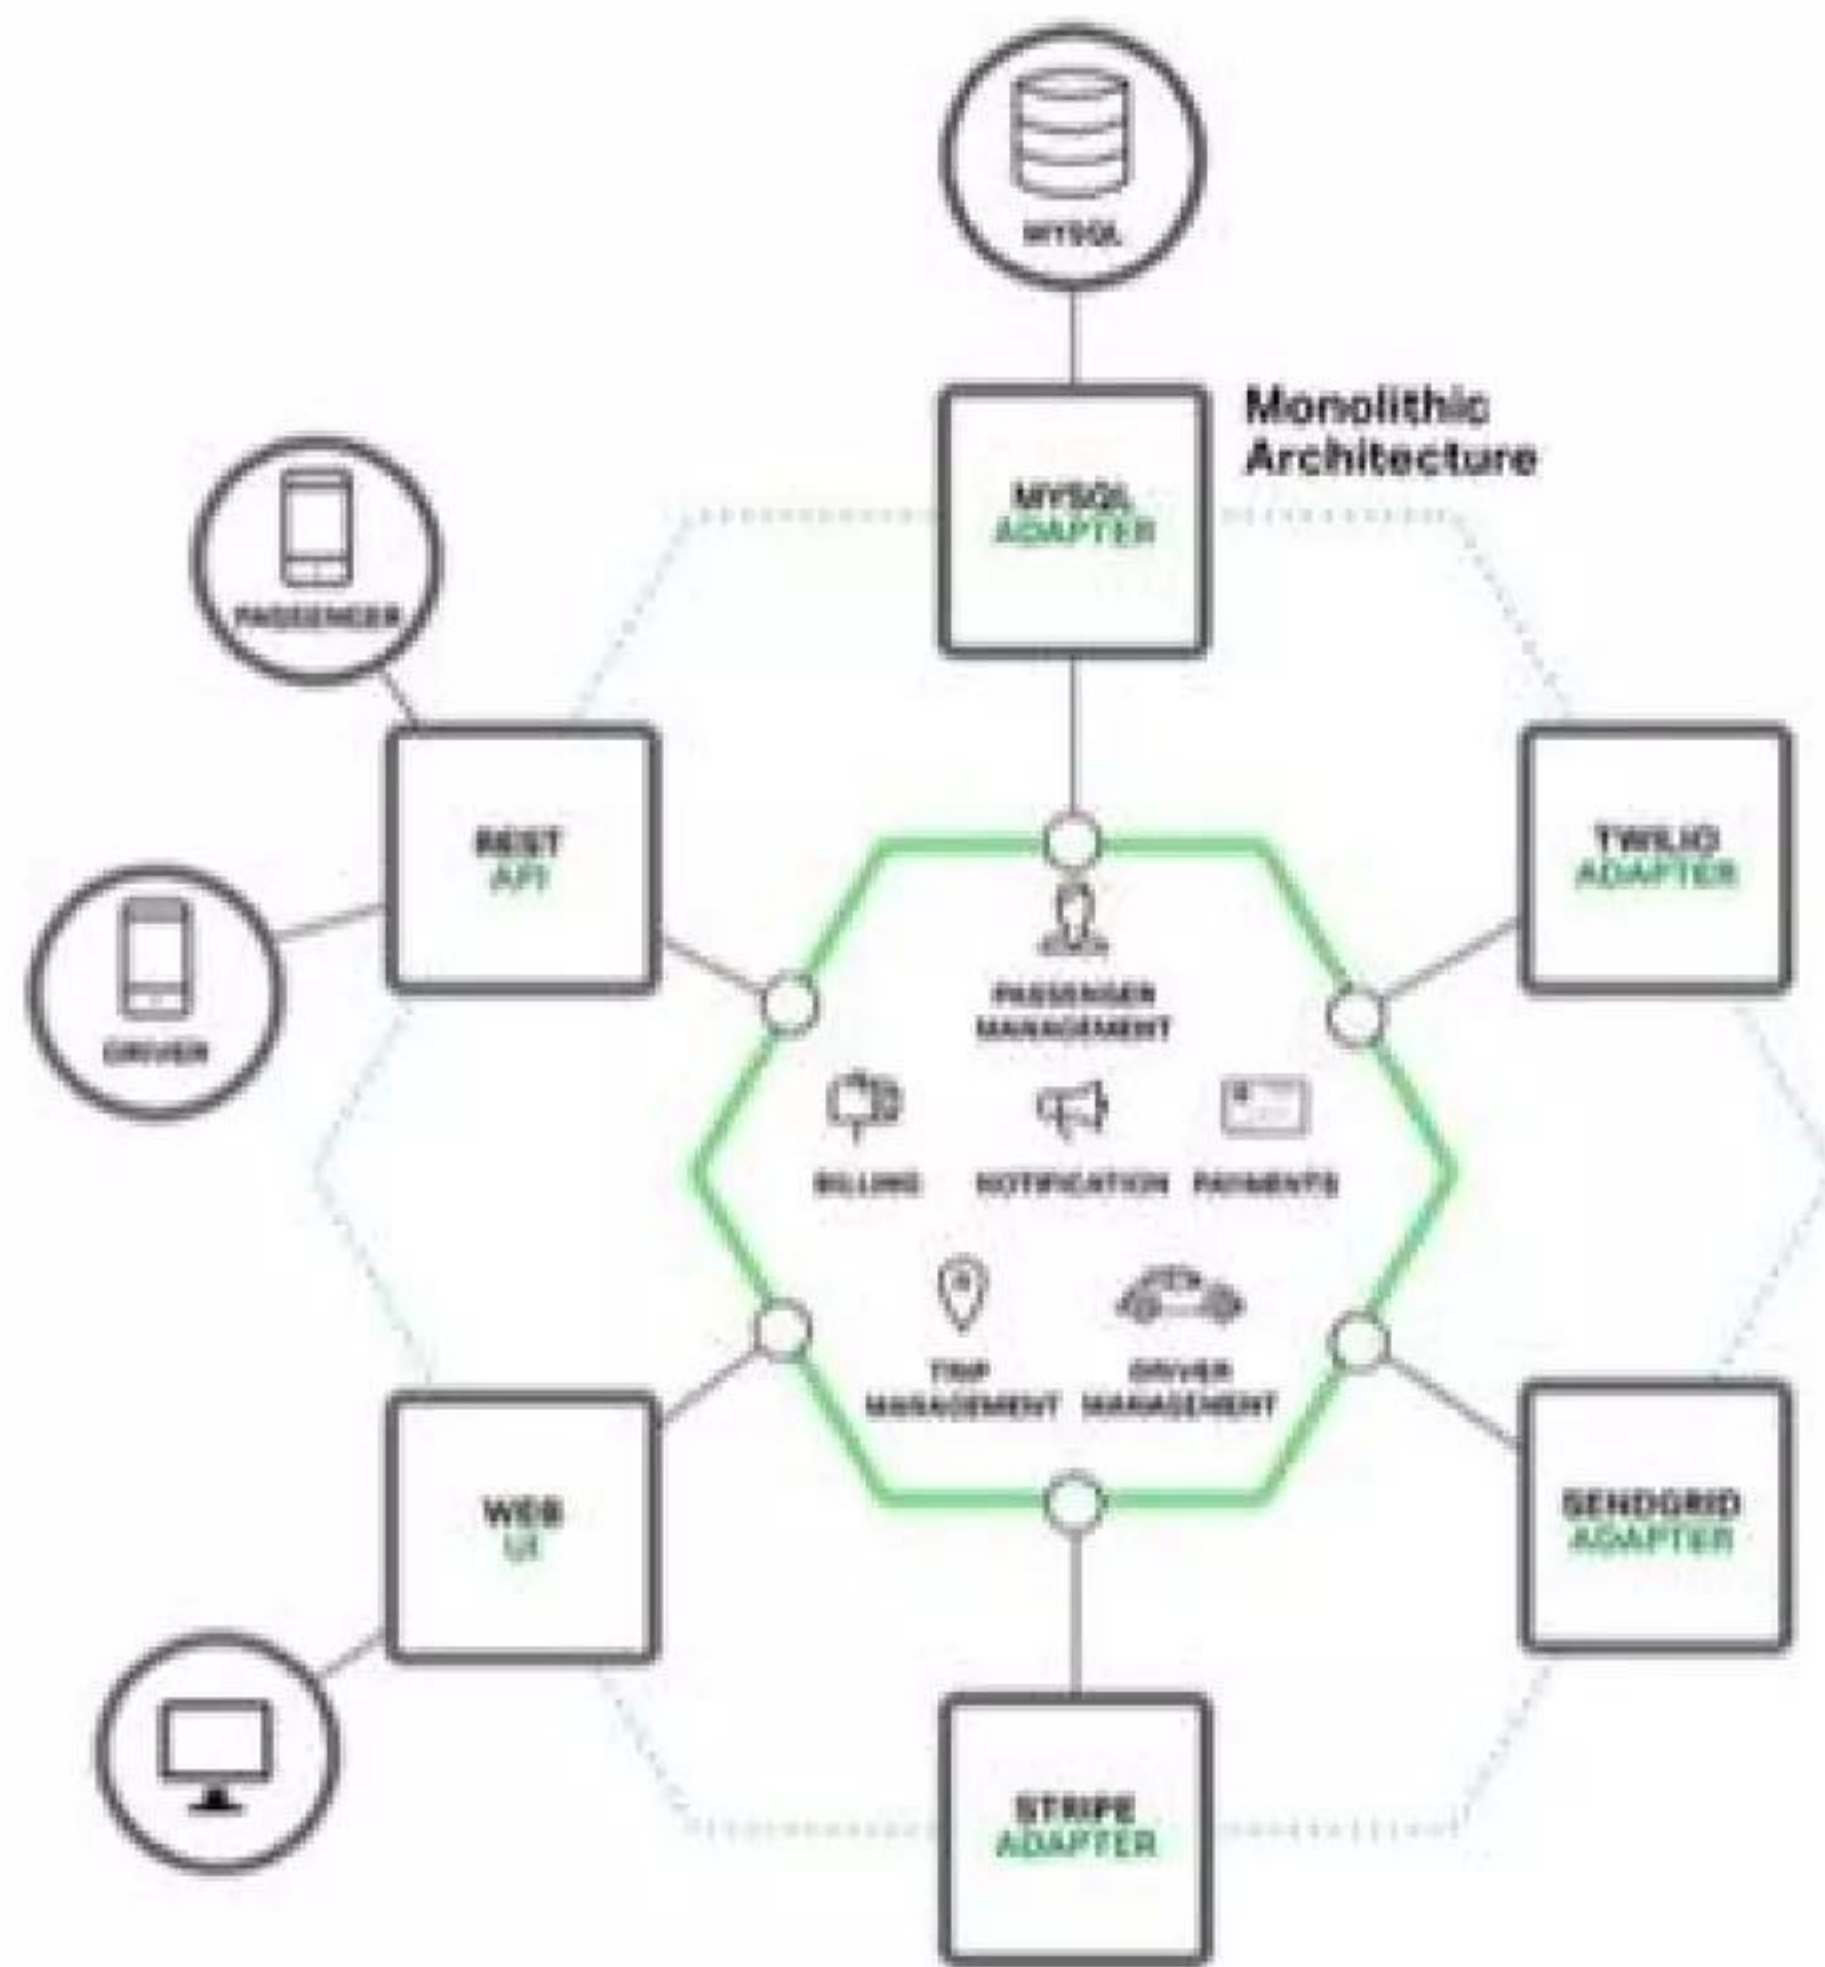 MYSQL
Monolithic
Architecture
MYSQL
ADAPTER
PASSENGER
REST
API
TWILIO
ADAPTER
DRIVER
PASSENGER
MANAGEMENT
BILLING
NOTIFICATION
PAYMENTS
TRIP
MANAGEMENT
DRIVER
MANAGEMENT
WEB
UI
SENDGRID
ADAPTER
STRIPE
ADAPTER